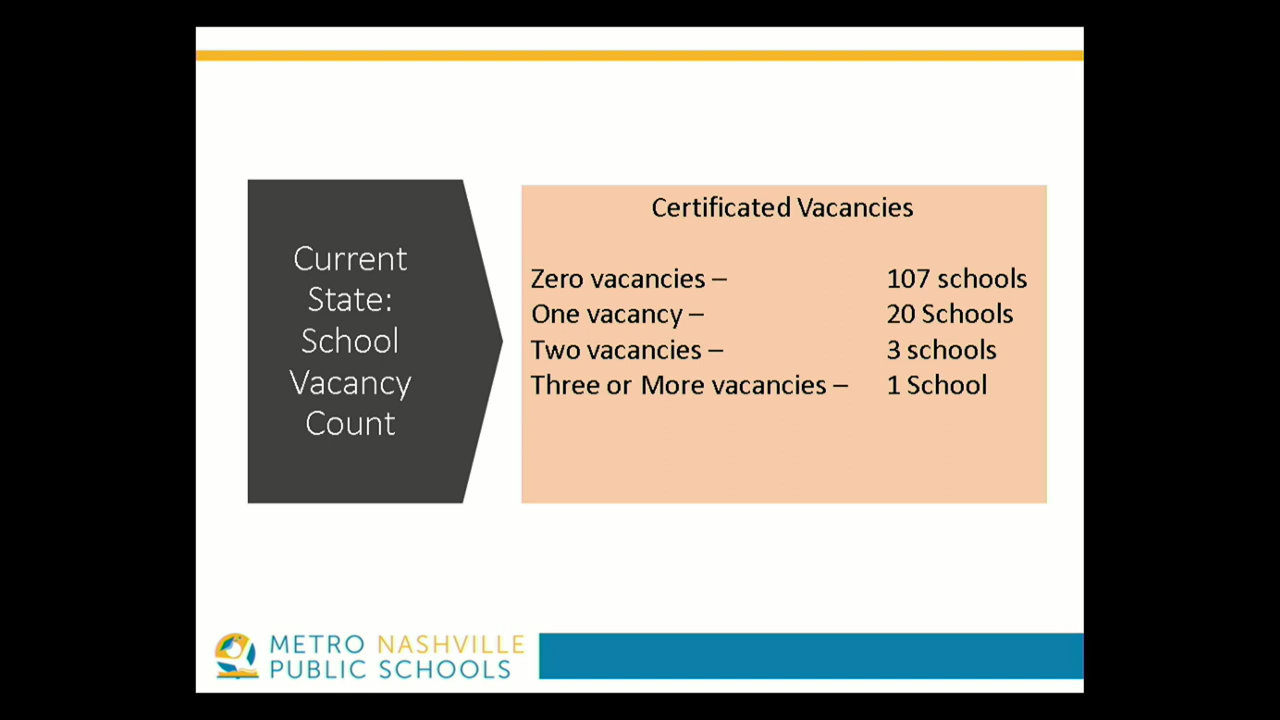 Current
State:
School
Vacancy
Count
Certificated Vacancies
Zero vacancies – 107 schools
One vacancy – 20 Schools
Two vacancies – 3 schools
Three or More vacancies – 1 School
METRO NASHVILLE
PUBLIC SCHOOLS